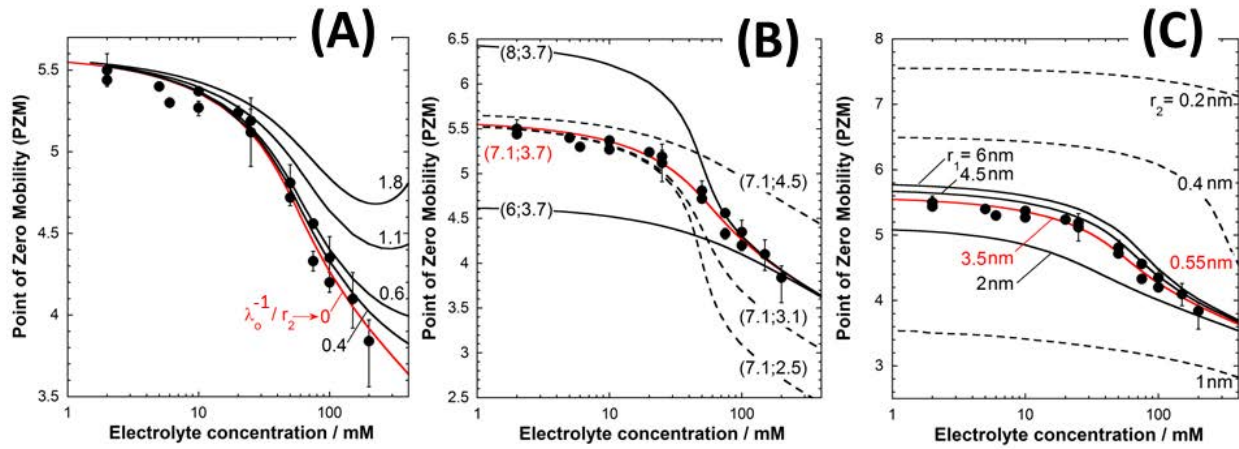 (A)
Point of Zero Mobility (PZM)
5.5
5
4.5
4
3.5
1.8
1.1
0.6
0.4
λo-1/r2→0
1
10
100
Electrolyte concentration / mM
(B)
Point of Zero Mobility (PZM)
6.5
6
5.5
5
4.5
4
3.5
3
2.5
(8;3.7)
(7.1;3.7)
(6;3.7)
(7.1;4.5)
(7.1;3.1)
(7.1;2.5)
1
10
100
Electrolyte concentration / mM
(C)
Point of Zero Mobility (PZM)
8
7
6
5
4
3
r2= 0.2nm
r1= 6nm
4.5nm
0.4nm
3.5nm
0.55nm
2nm
1nm
1
10
100
Electrolyte concentration / mM